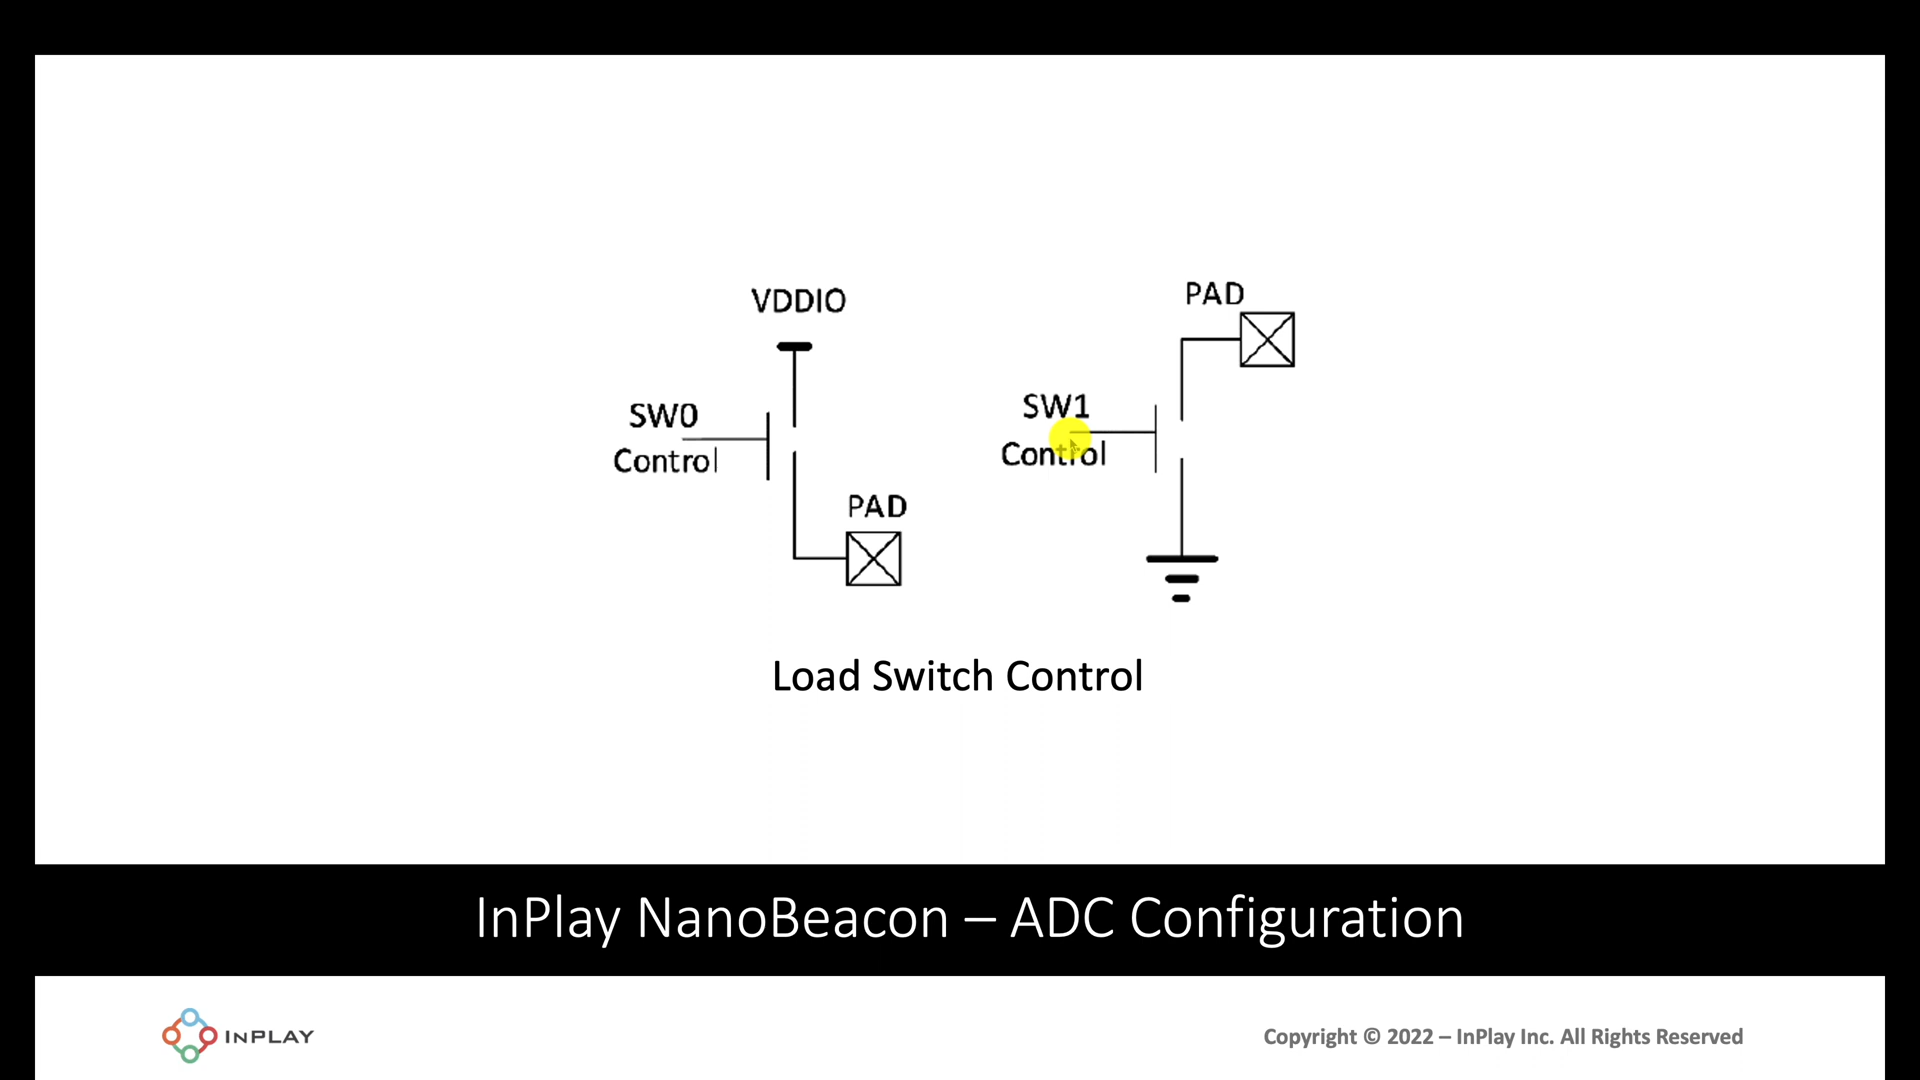 VDDIO
SW0
Control
PAD
PAD
SW1
Control
Load Switch Control
InPlay NanoBeacon – ADC Configuration
INPLAY
Copyright © 2022 – InPlay Inc. All Rights Reserved